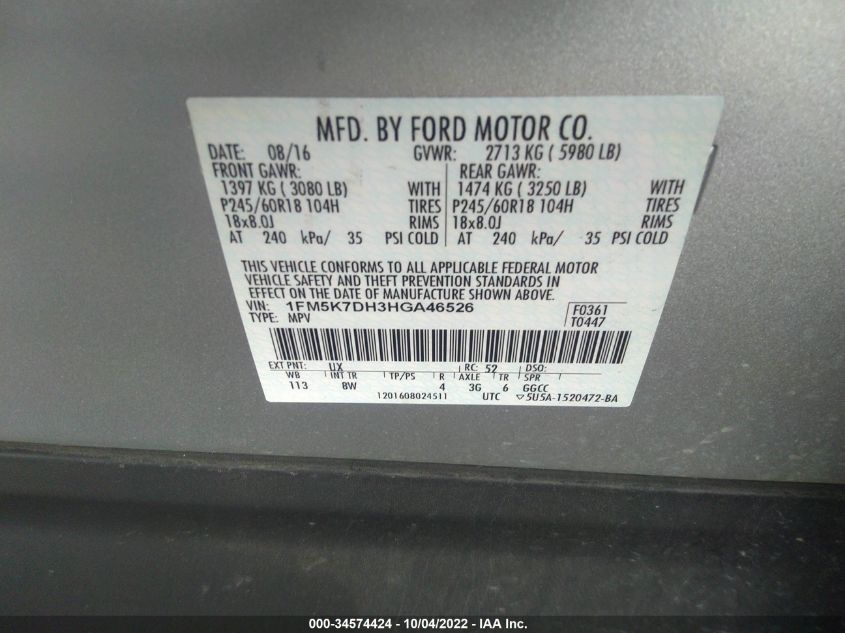 MFD. BY FORD MOTOR CO.
DATE: 08/16 GVWR: 2713 KG ( 5980 LB)
FRONT GAWR: REAR GAWR:
1397 KG ( 3080 LB) WITH 1474 KG ( 3250 LB) WITH
P245/60R18 104H TIRES P245/60R18 104H TIRES
18x8.0J RIMS 18x8.0J RIMS
AT 240 kPa/ 35 PSI COLD AT 240 kPa/ 35 PSI COLD
THIS VEHICLE CONFORMS TO ALL APPLICABLE FEDERAL MOTOR
VEHICLE SAFETY AND THEFT PREVENTION STANDARDS IN
EFFECT ON THE DATE OF MANUFACTURE SHOWN ABOVE.
VIN: 1FM5K7DH3HGA46526 F0361
TYPE: MPV T0447
EXT PNT: UX RC: 52 DSO:
WB INT TR TP/PS R AXLE TR SPR
113 8W 4 3G 6 GGCC
1201608024511 UTC ▽5U5A-1520472-BA
000-34574424 - 10/04/2022 - IAA Inc.